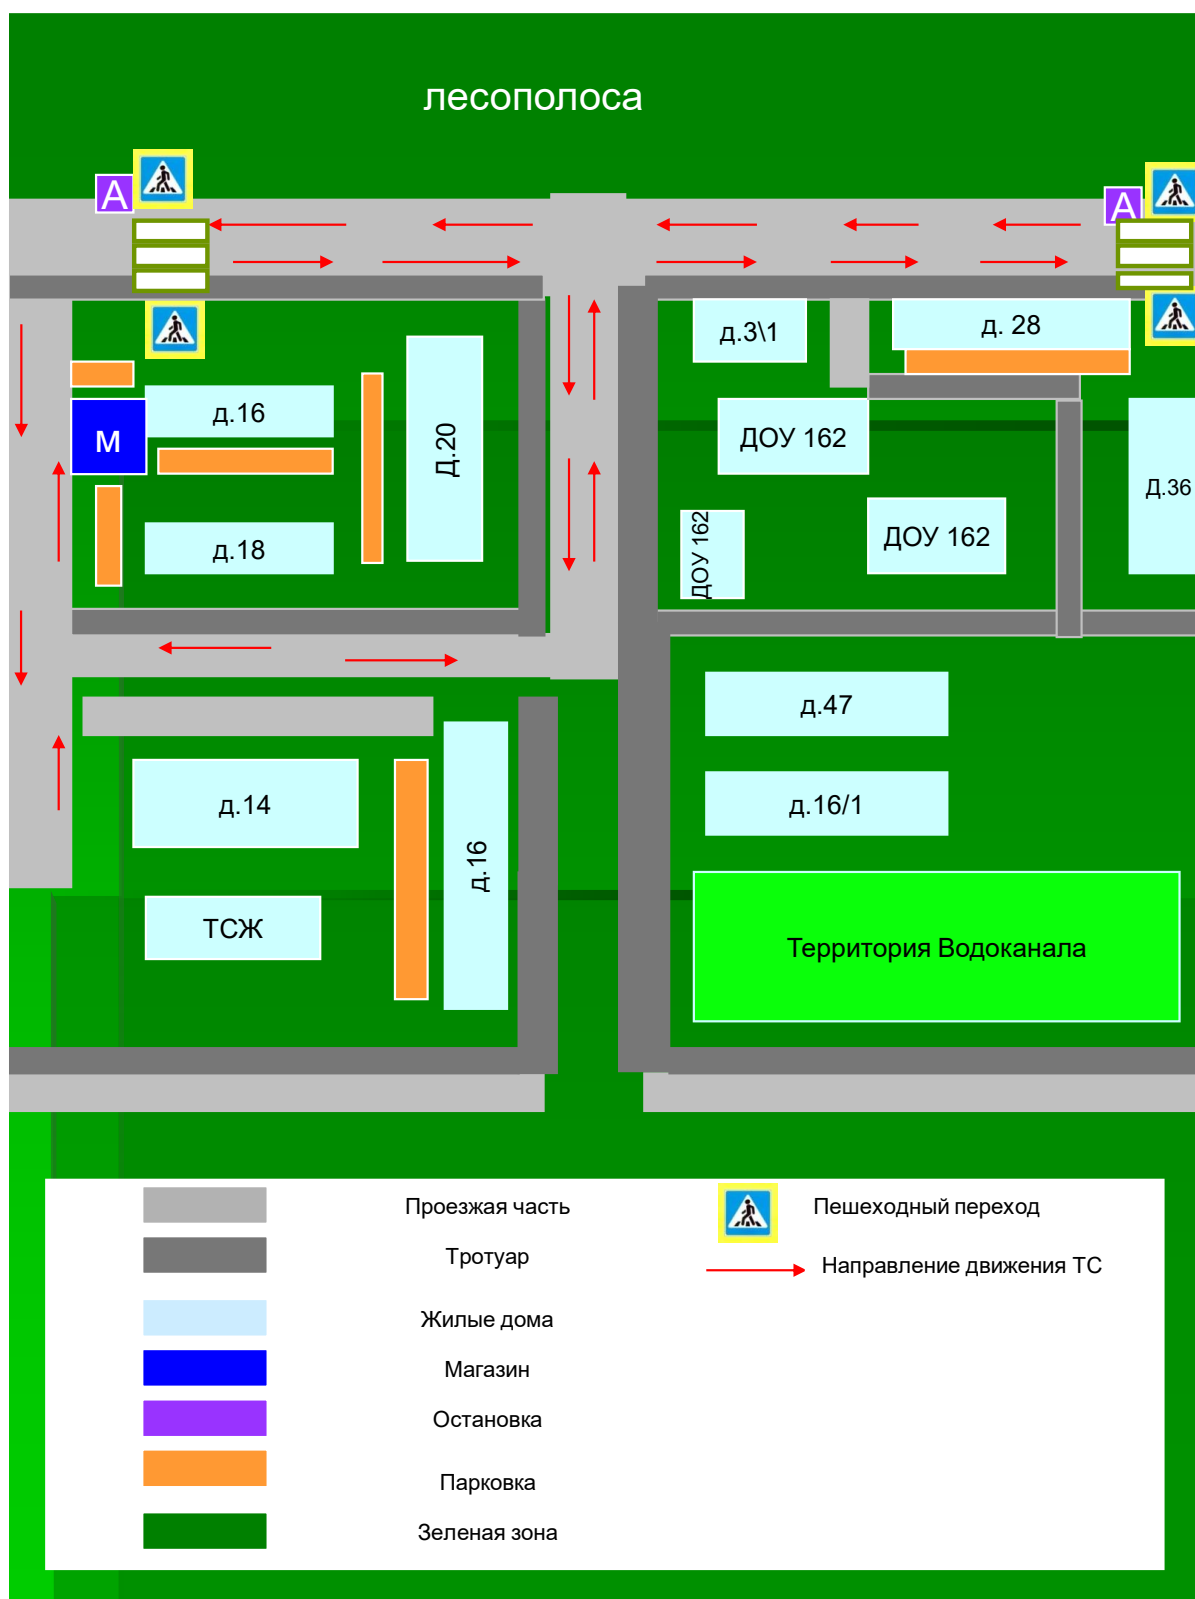 лесополоса
А
А
д.3\1
д. 28
д.16
М
Д.20
ДОУ 162
Д.36
ДОУ 162
ДОУ 162
д.18
д.47
д.14
д.16/1
д.16
ТСЖ
Территория Водоканала
Проезжая часть
Пешеходный переход
Тротуар
Направление движения ТС
Жилые дома
Магазин
Остановка
Парковка
Зеленая зона